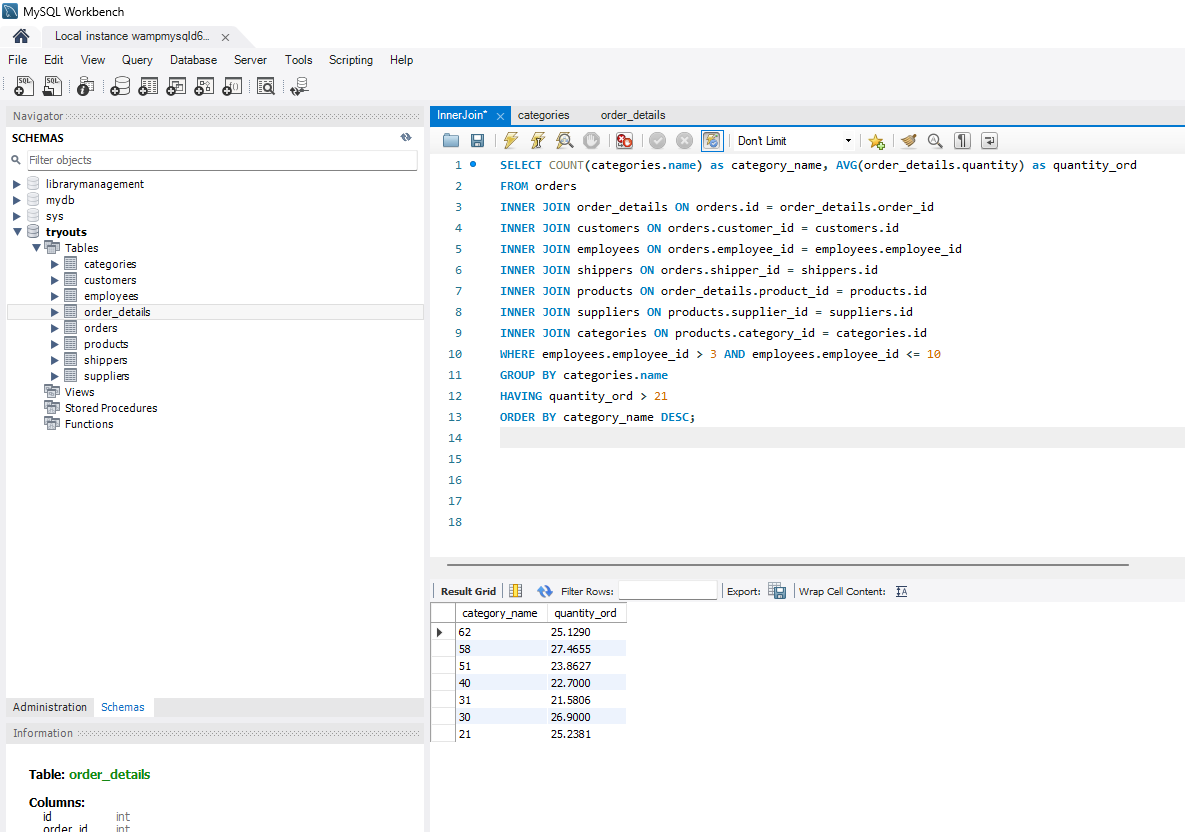 MySQL Workbench
Local instance wampmysqld6...
File Edit View Query Database Server Tools Scripting Help
Navigator
SCHEMAS
Filter objects
librarymanagement
mydb
sys
tryouts
Tables
categories
customers
employees
order_details
orders
products
shippers
suppliers
Views
Stored Procedures
Functions
Administration Schemas
Information
Table: order_details
Columns:
id int
order_id int
InnerJoin* categories order_details
Don't Limit
1 SELECT COUNT(categories.name) as category_name, AVG(order_details.quantity) as quantity_ord
2 FROM orders
3 INNER JOIN order_details ON orders.id = order_details.order_id
4 INNER JOIN customers ON orders.customer_id = customers.id
5 INNER JOIN employees ON orders.employee_id = employees.employee_id
6 INNER JOIN shippers ON orders.shipper_id = shippers.id
7 INNER JOIN products ON order_details.product_id = products.id
8 INNER JOIN suppliers ON products.supplier_id = suppliers.id
9 INNER JOIN categories ON products.category_id = categories.id
10 WHERE employees.employee_id > 3 AND employees.employee_id <= 10
11 GROUP BY categories.name
12 HAVING quantity_ord > 21
13 ORDER BY category_name DESC;
14
15
16
17
18
Result Grid Filter Rows: Export: Wrap Cell Content:
category_name quantity_ord
62 25.1290
58 27.4655
51 23.8627
40 22.7000
31 21.5806
30 26.9000
21 25.2381